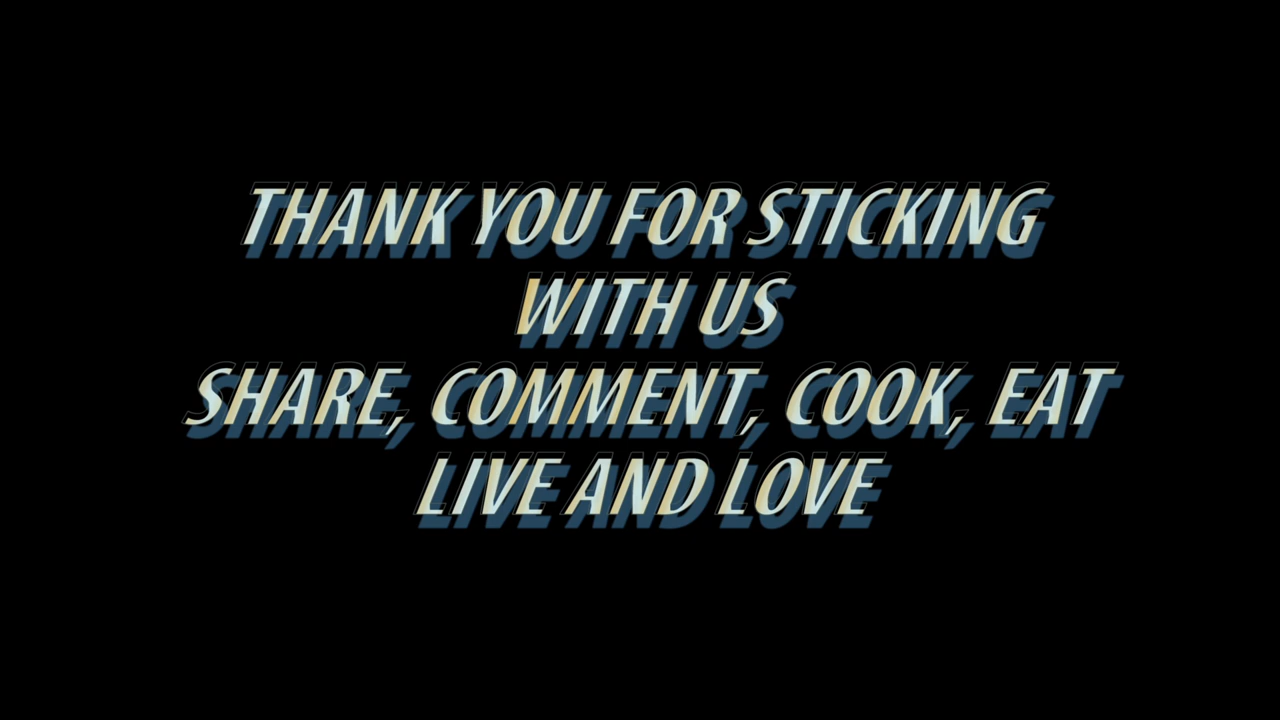 THANK YOU FOR STICKING
WITH US
SHARE, COMMENT, COOK, EAT
LIVE AND LOVE